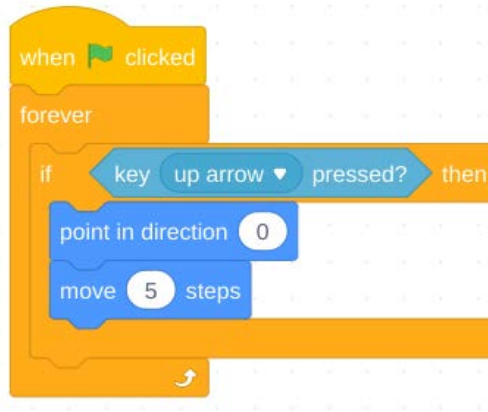 when clicked
forever
if key up arrow pressed? then
point in direction 0
move 5 steps